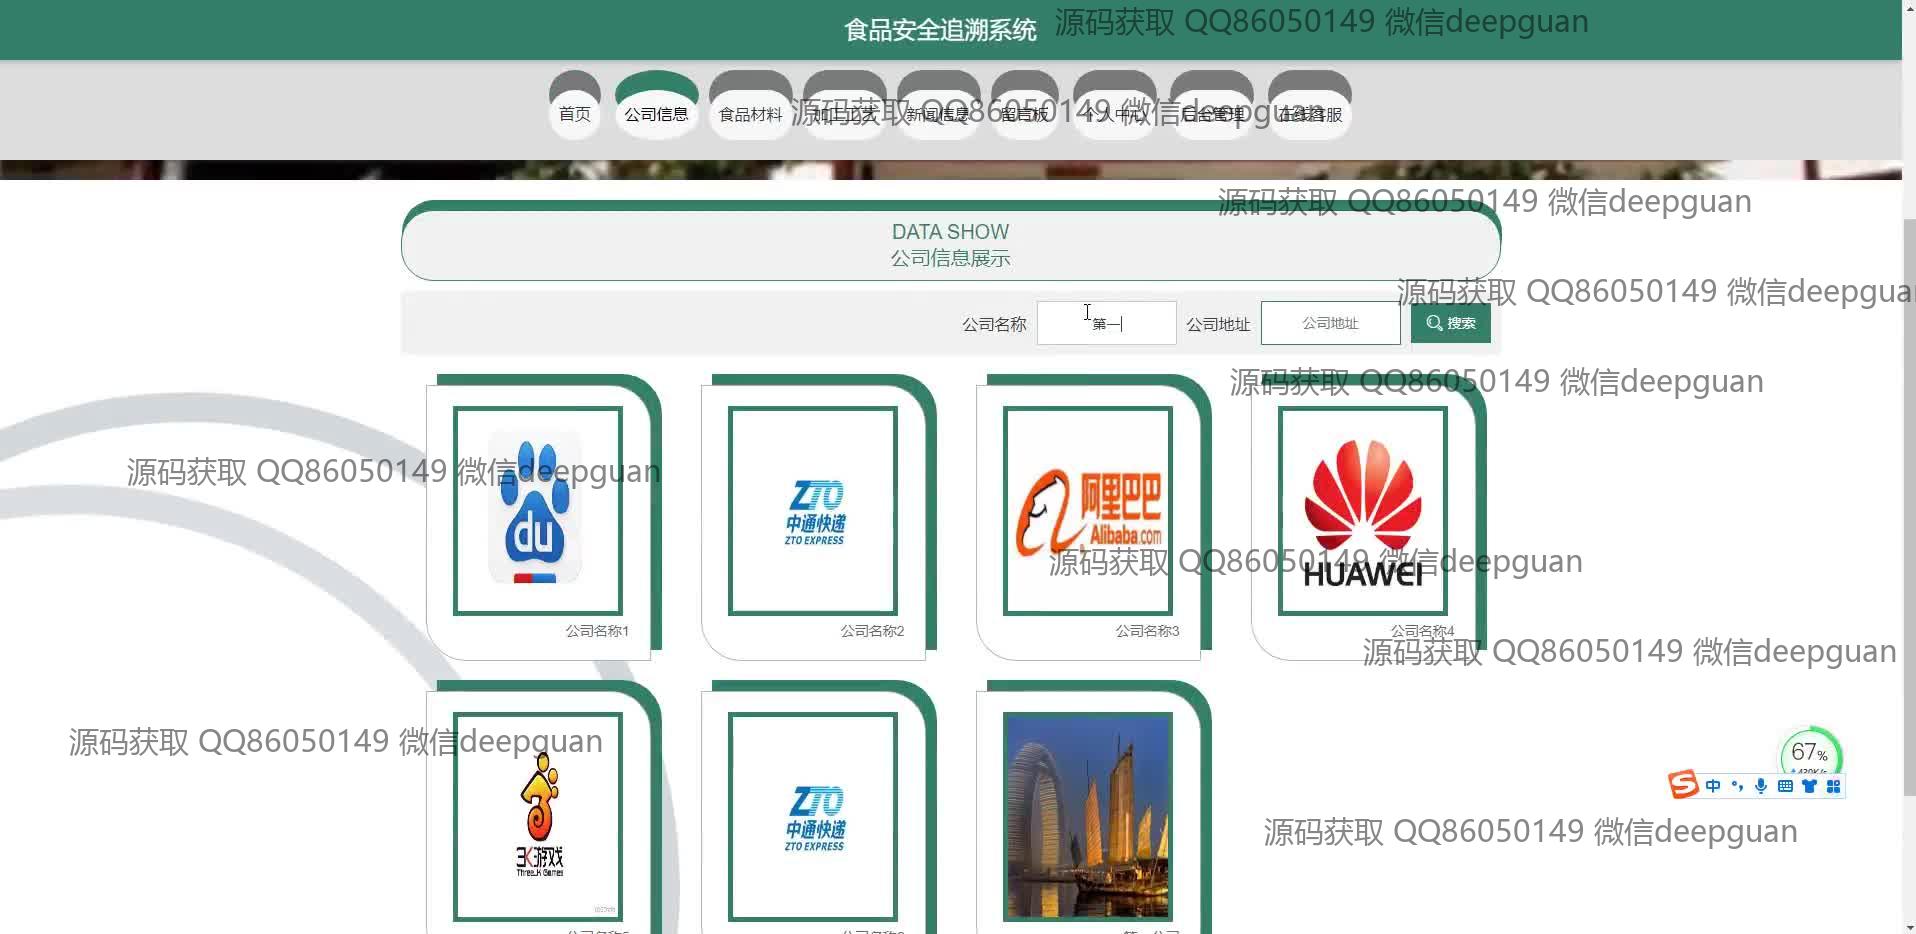 食品安全追溯系统
源码获取 QQ86050149 微信deepguan
首页 公司信息 食品材料 加工工艺 新闻信息 留言板 个人中心 后台管理 在线客服
源码获取 QQ86050149 微信deepguan
源码获取 QQ86050149 微信deepguan
DATA SHOW
公司信息展示
源码获取 QQ86050149 微信deepgua
公司名称 第一 公司地址 公司地址 搜索
源码获取 QQ86050149 微信deepguan
源码获取 QQ86050149 微信deepguan
du
ZTO
中通快递
ZTO EXPRESS
阿里巴巴
Alibaba.com
HUAWEI
源码获取 QQ86050149 微信deepguan
公司名称1 公司名称2 公司名称3 公司名称4
源码获取 QQ86050149 微信deepguan
源码获取 QQ86050149 微信deepguan
3K游戏
Three_K Games
ZTO
中通快递
ZTO EXPRESS
67%
中
源码获取 QQ86050149 微信deepguan